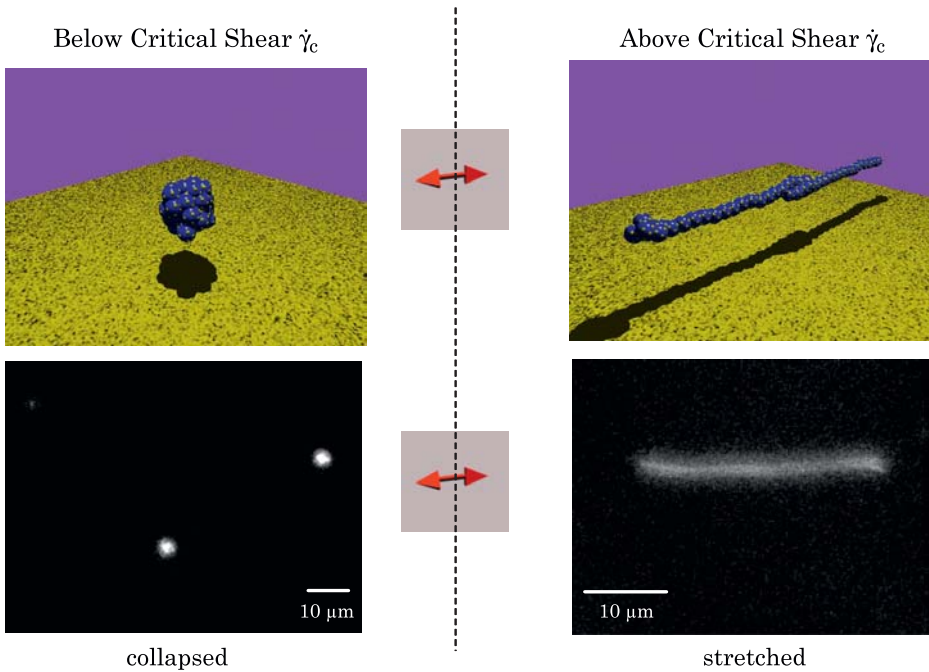 Below Critical Shear γ̇c
Above Critical Shear γ̇c
10 µm
10 µm
collapsed
stretched